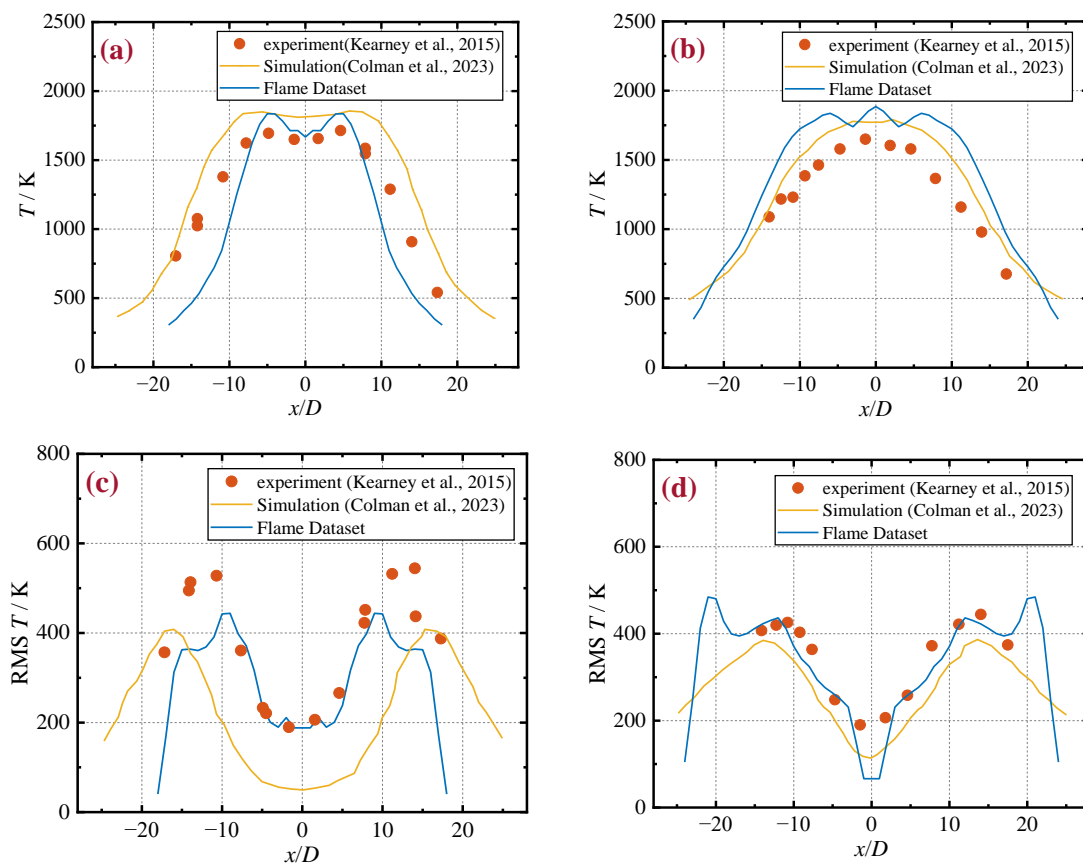 (a)
experiment(Kearney et al., 2015)
Simulation(Colman et al., 2023)
Flame Dataset
2500
2000
1500
1000
500
0
T / K
−20 −10 0 10 20
x/D
(b)
experiment (Kearney et al., 2015)
Simulation (Colman et al., 2023)
Flame Dataset
2500
2000
1500
1000
500
0
T / K
−20 −10 0 10 20
x/D
(c)
experiment (Kearney et al., 2015)
Simulation (Colman et al., 2023)
Flame Dataset
800
600
400
200
0
RMS T / K
−20 −10 0 10 20
x/D
(d)
experiment (Kearney et al., 2015)
Simulation (Colman et al., 2023)
Flame Dataset
800
600
400
200
0
RMS T / K
−20 −10 0 10 20
x/D